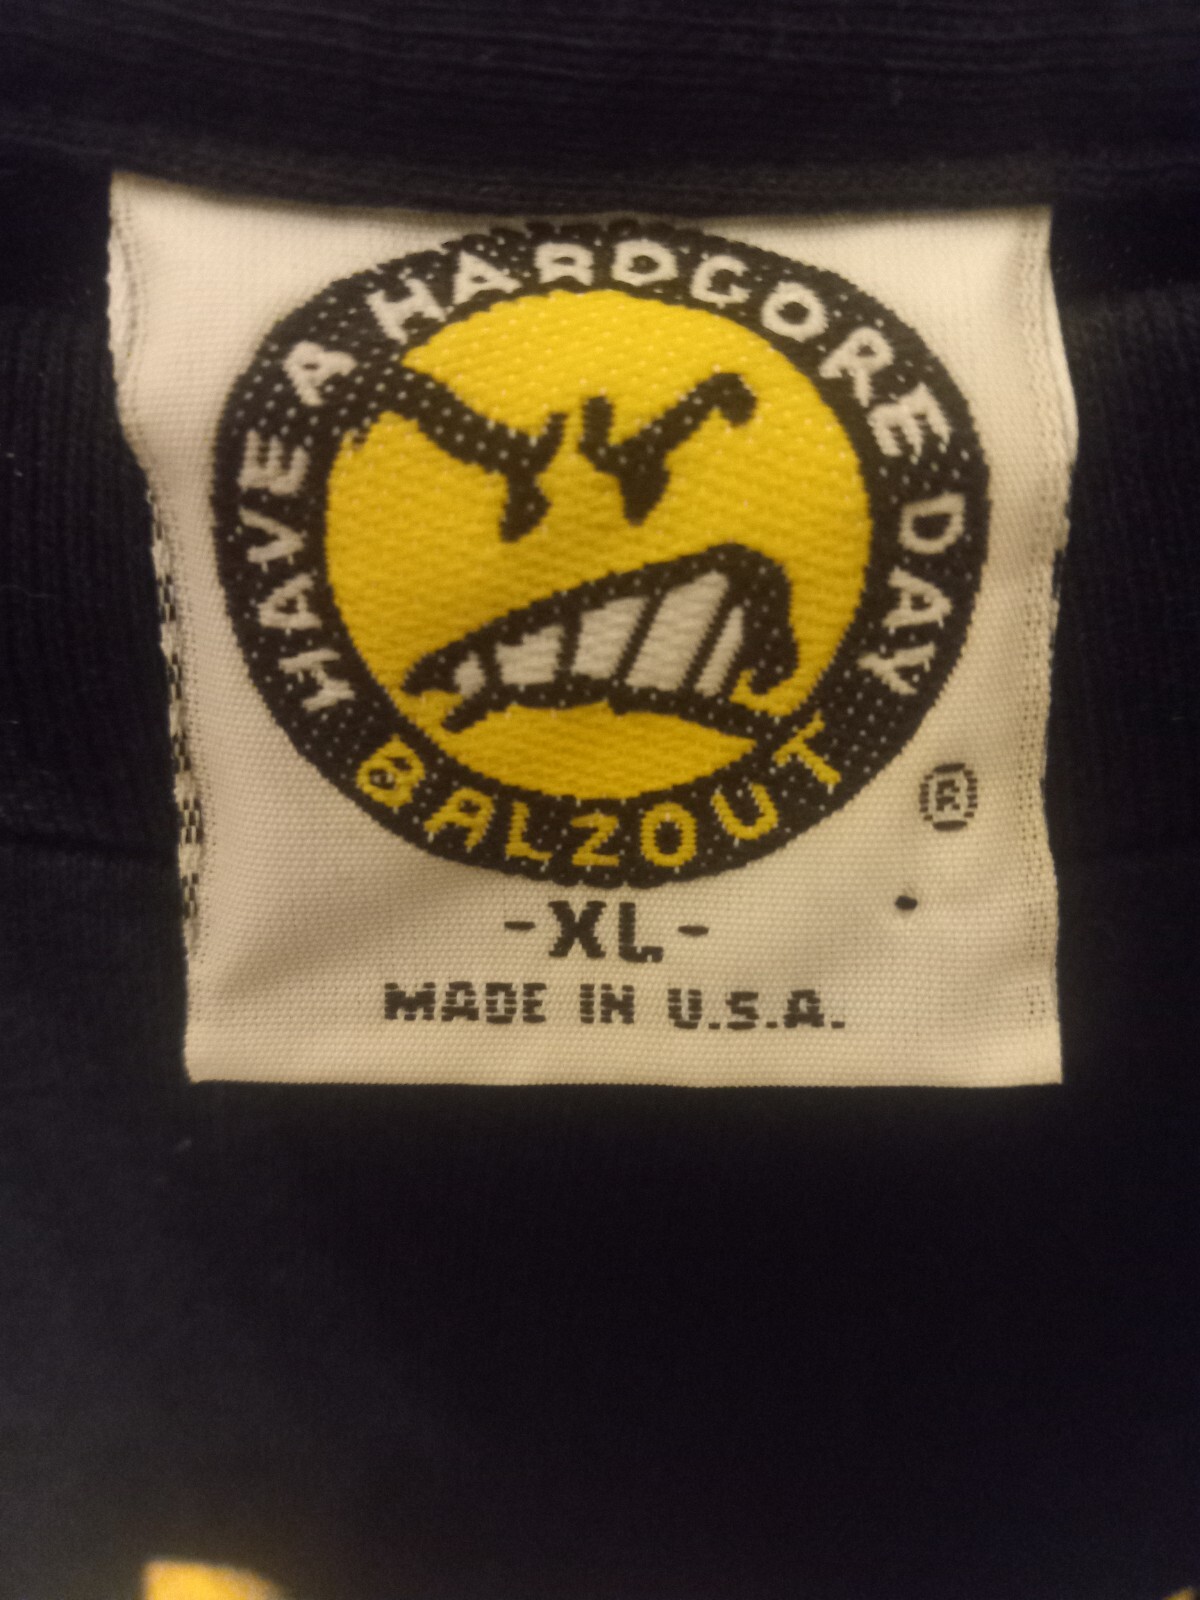 HAVE A HARDCORE DAY
BALZOUT
®
-XL-
MADE IN U.S.A.